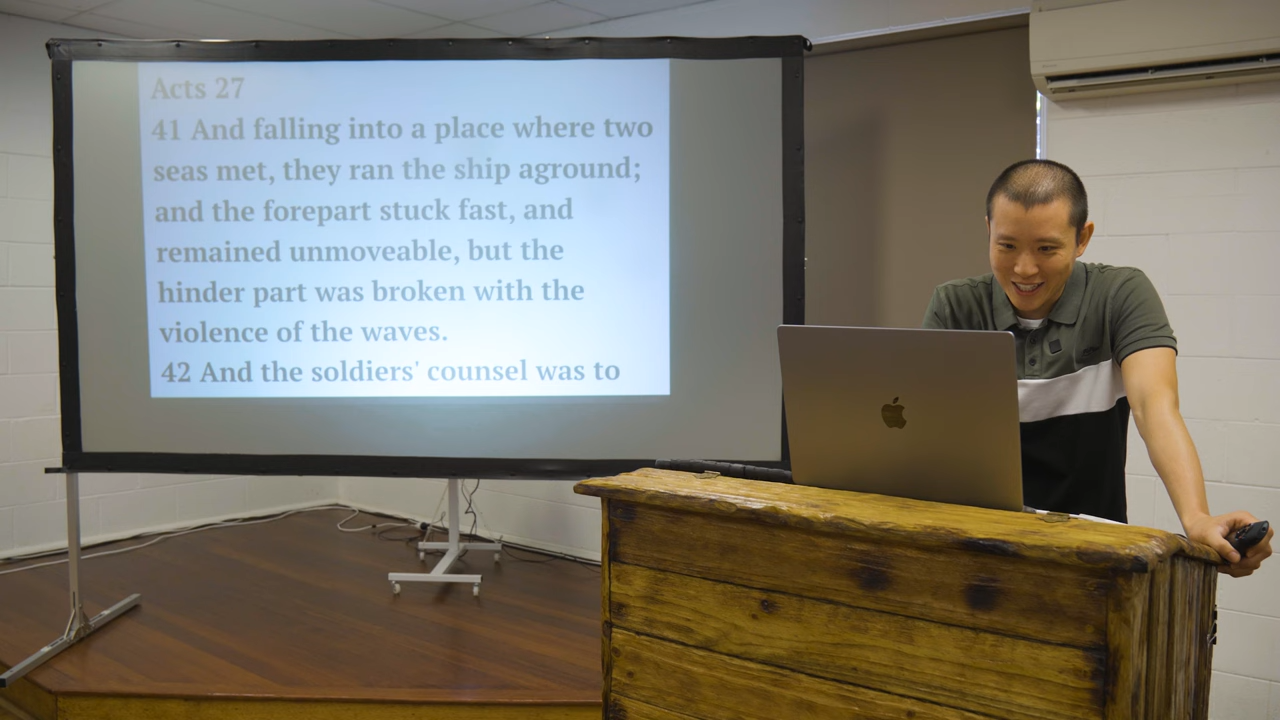 Acts 27
41 And falling into a place where two
seas met, they ran the ship aground;
and the forepart stuck fast, and
remained unmoveable, but the
hinder part was broken with the
violence of the waves.
42 And the soldiers' counsel was to